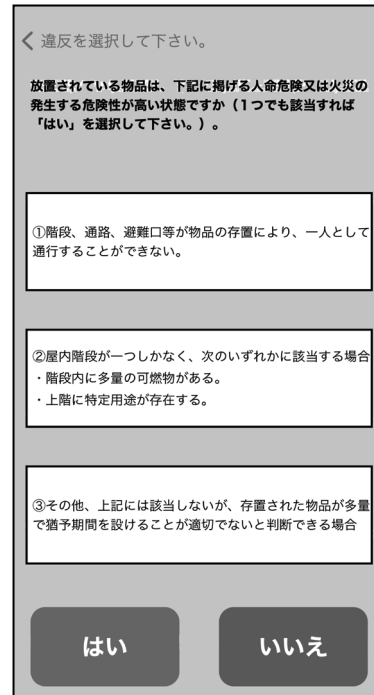 違反を選択して下さい。
放置されている物品は、下記に掲げる人命危険又は火災の
発生する危険性が高い状態ですか（１つでも該当すれば
「はい」を選択して下さい。）。
①階段、通路、避難口等が物品の存置により、一人として
通行することができない。
②屋内階段が一つしかなく、次のいずれかに該当する場合
・階段内に多量の可燃物がある。
・上階に特定用途が存在する。
③その他、上記には該当しないが、存置された物品が多量
で猶予期間を設けることが適切でないと判断できる場合
はい
いいえ